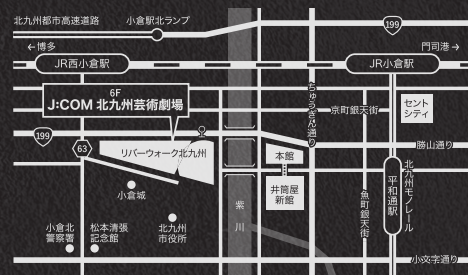 北九州都市高速道路
小倉駅北ランプ
199
←博多
門司港→
JR西小倉駅
JR小倉駅
6F
J:COM 北九州芸術劇場
ちゅうぎん通り
京町銀天街
セント
シティ
199
63
リバーウォーク北九州
勝山通り
本館
井筒屋
新館
小倉城
紫川
魚町銀天街
平和通駅
北九州モノレール
小倉北
警察署
松本清張
記念館
北九州
市役所
小文字通り